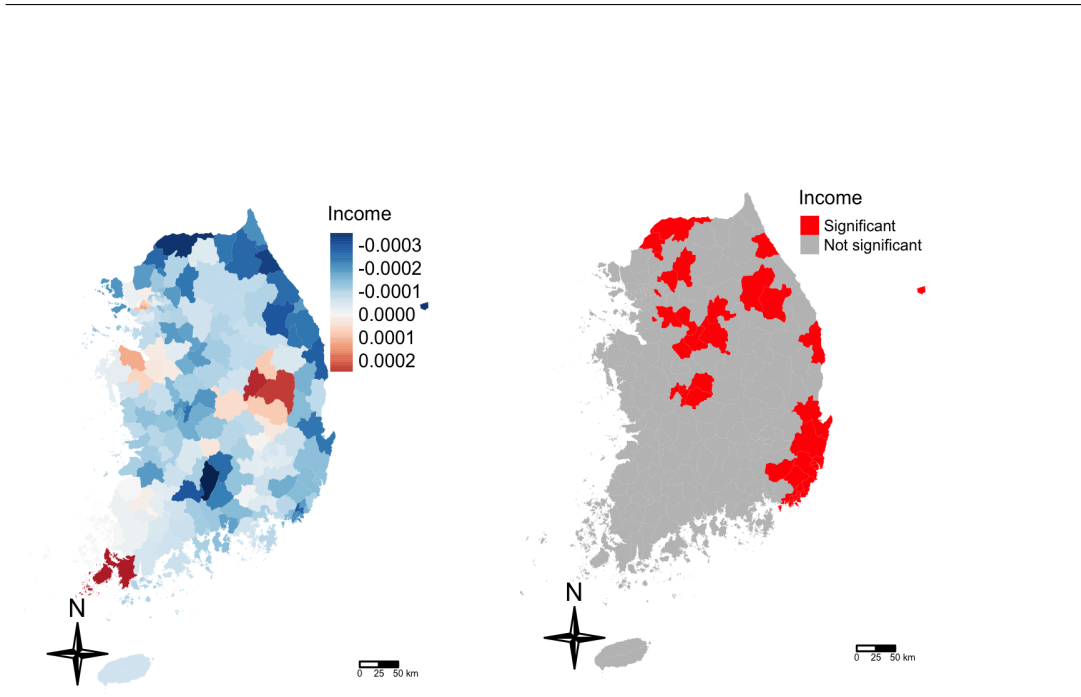 Income
-0.0003
-0.0002
-0.0001
0.0000
0.0001
0.0002
N
0 25 50 km
Income
Significant
Not significant
N
0 25 50 km